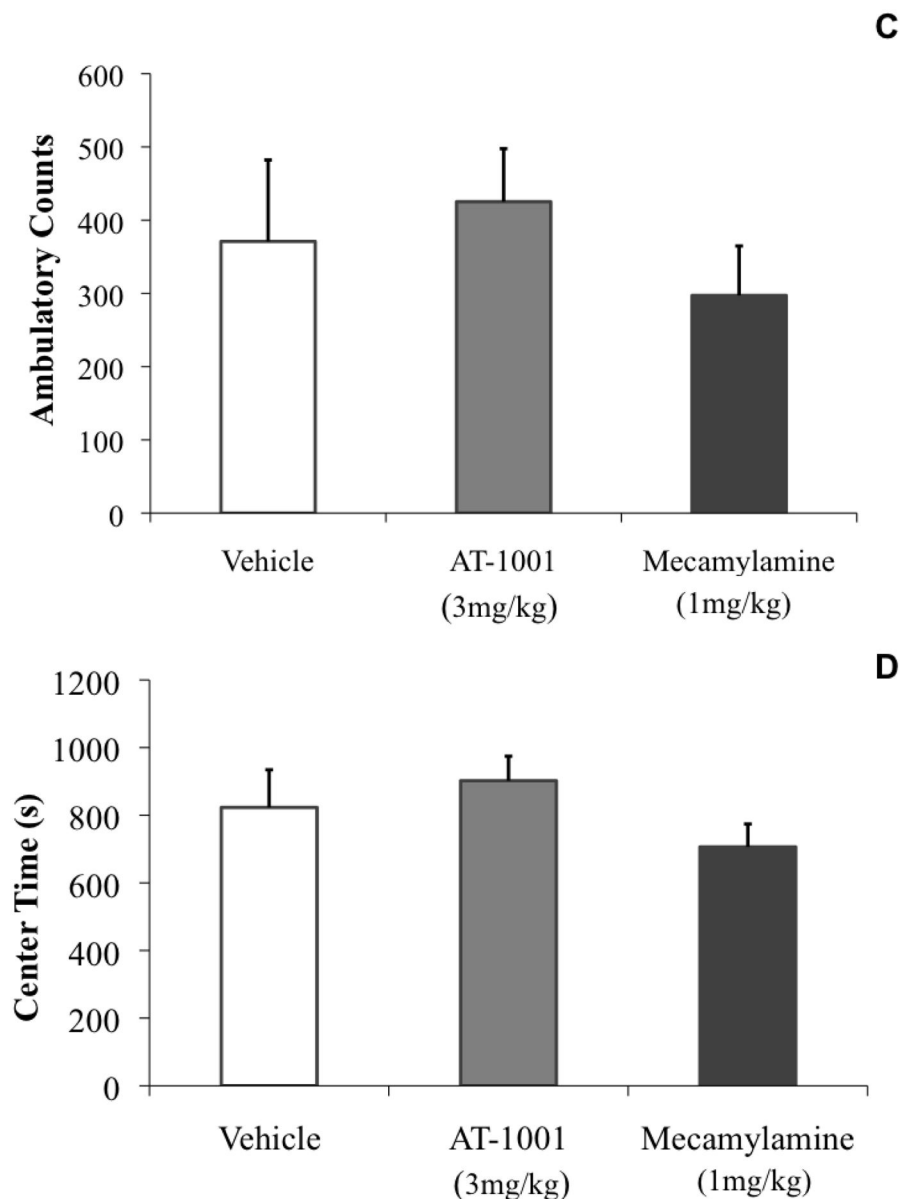 C
600
500
400
300
200
100
0
Ambulatory Counts
Vehicle AT-1001 Mecamylamine
(3mg/kg) (1mg/kg)
D
1200
1000
800
600
400
200
0
Center Time (s)
Vehicle AT-1001 Mecamylamine
(3mg/kg) (1mg/kg)